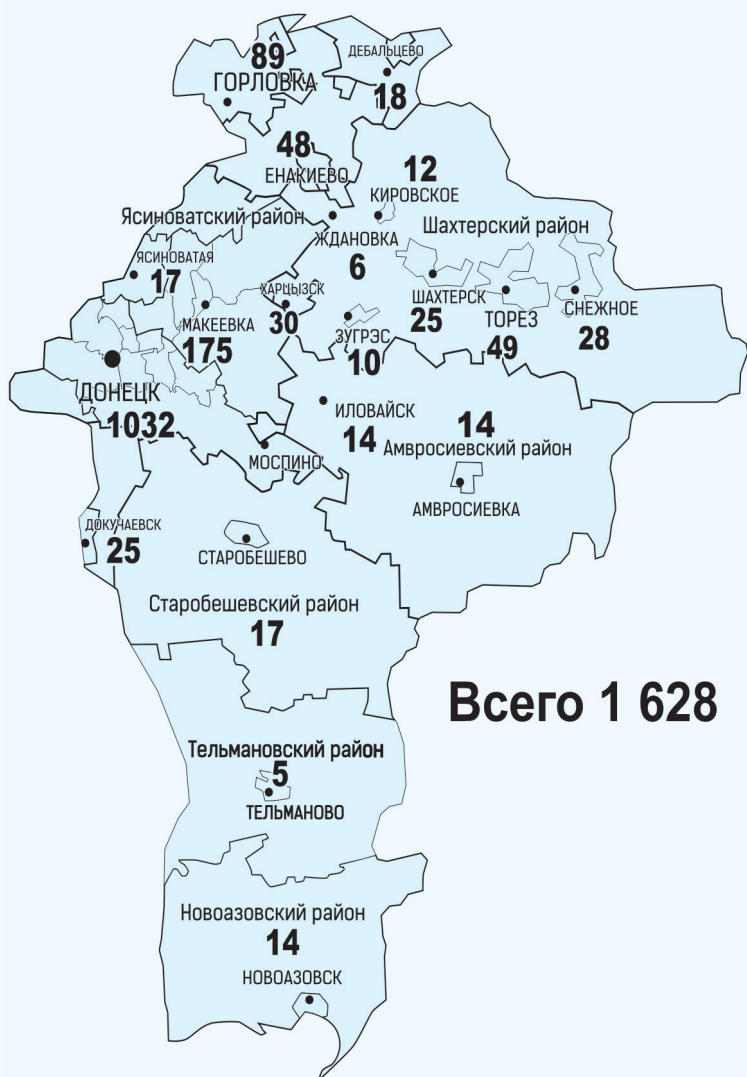 89
ГОРЛОВКА
ДЕБАЛЬЦЕВО
18
48
ЕНАКИЕВО
12
КИРОВСКОЕ
Ясиноватский район
ЖДАНОВКА
6
Шахтерский район
ЯСИНОВАТАЯ
17
ХАРЦЫЗСК
30
МАКЕЕВКА
175
ШАХТЕРСК
25
ТОРЕЗ
49
СНЕЖНОЕ
28
ЗУГРЭС
10
ДОНЕЦК
1032
ИЛОВАЙСК
14
14
Амвросиевский район
МОСПИНО
АМВРОСИЕВКА
ДОКУЧАЕВСК
25
СТАРОБЕШЕВО
Старобешевский район
17
Всего 1 628
Тельмановский район
5
ТЕЛЬМАНОВО
Новоазовский район
14
НОВОАЗОВСК